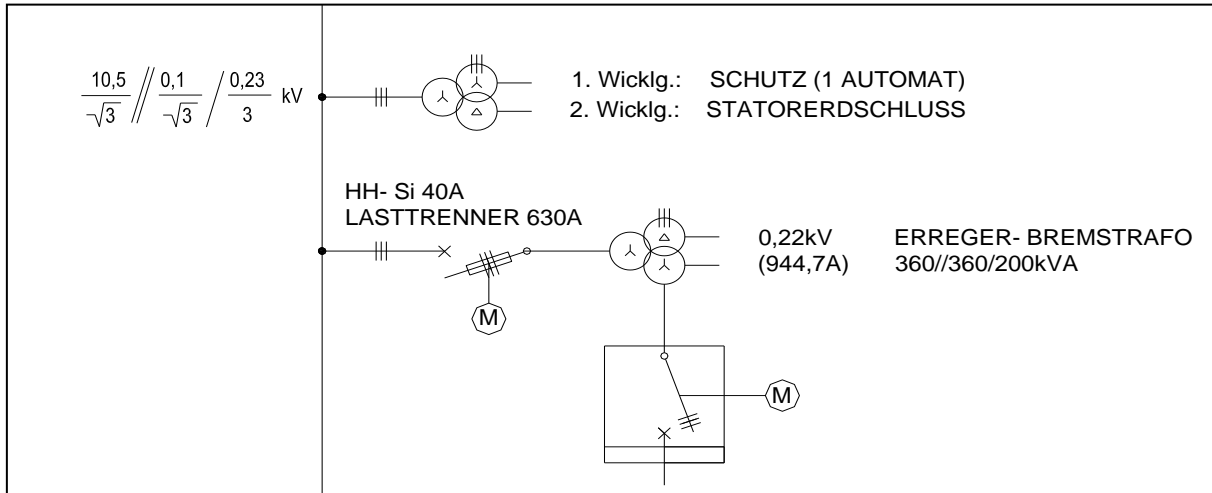 10,5/√3 // 0,1/√3 / 0,23/3 kV
1. Wicklg.: SCHUTZ (1 AUTOMAT)
2. Wicklg.: STATORERDSCHLUSS
HH- Si 40A
LASTTRENNER 630A
0,22kV ERREGER- BREMSTRAFO
(944,7A) 360//360/200kVA
M
M